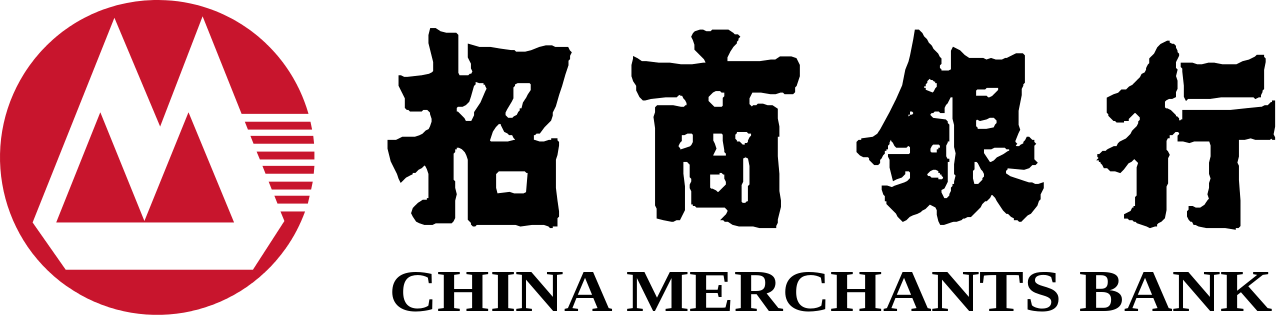 招商銀行
CHINA MERCHANTS BANK